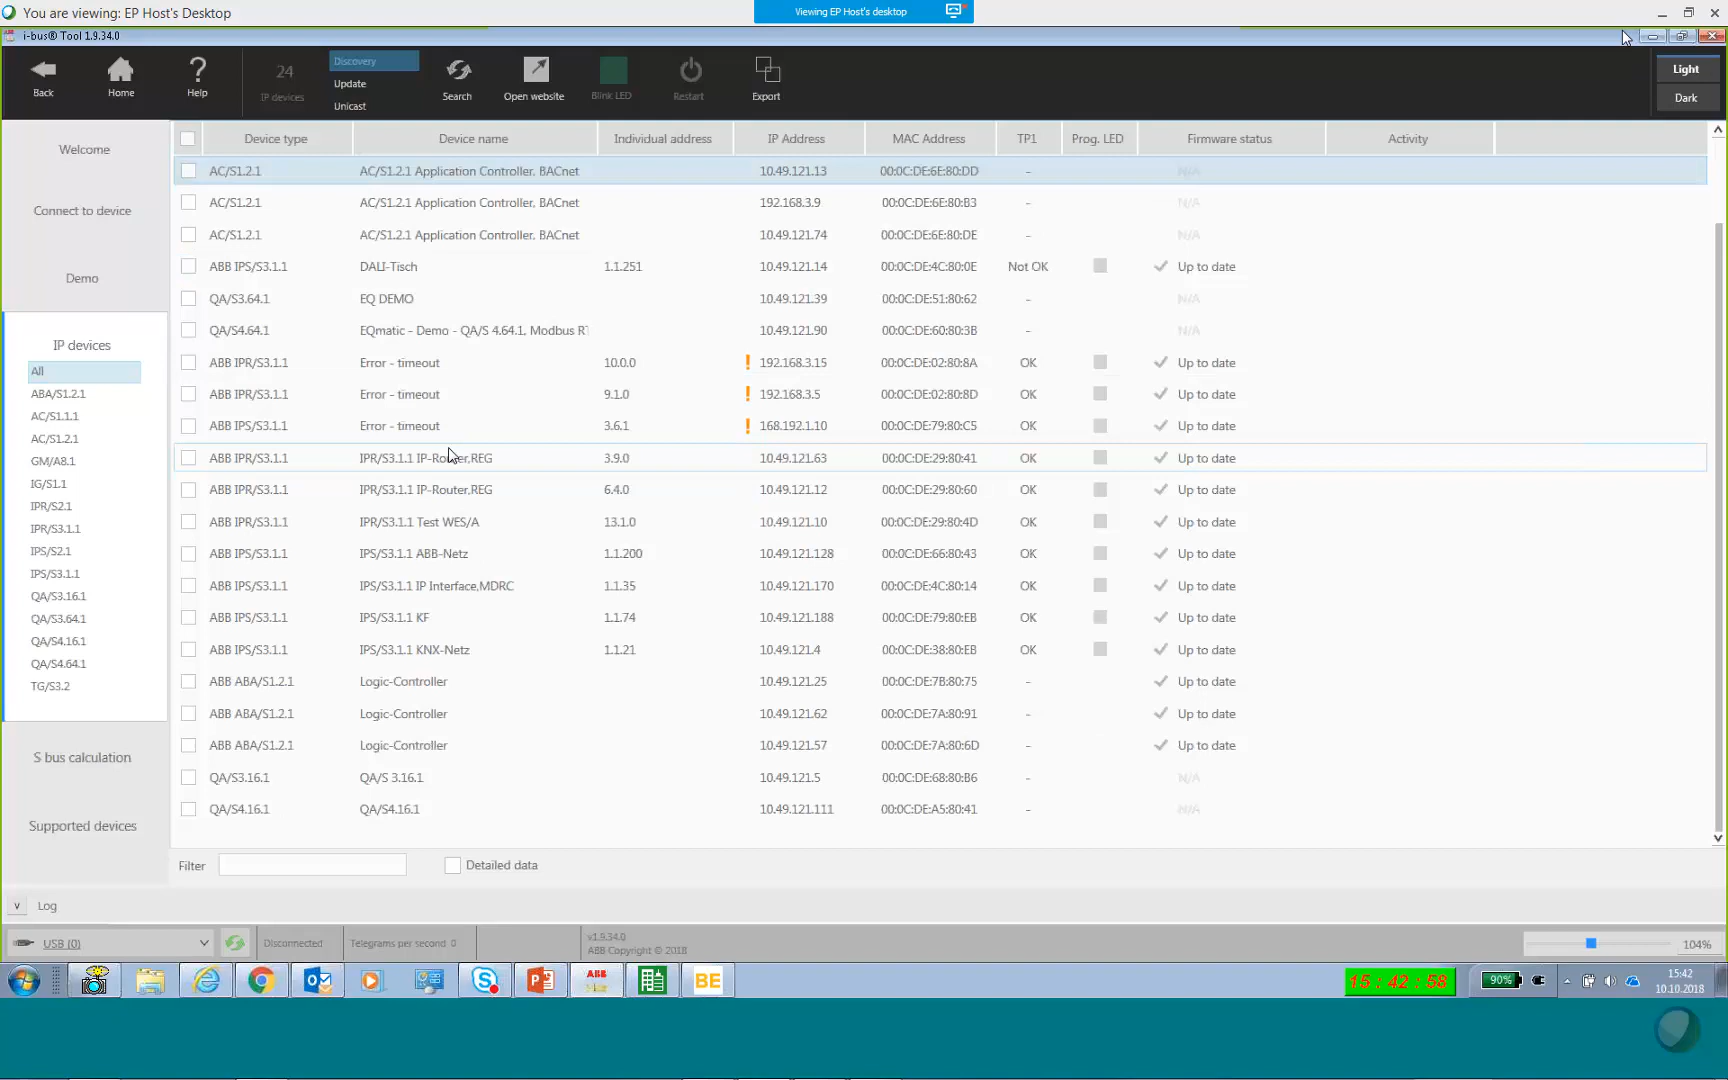 You are viewing: EP Host's Desktop
Viewing EP Host's desktop
i-bus® Tool 1.9.34.0
Back
Home
Help
24
IP devices
Discovery
Update
Unicast
Search
Open website
Blink LED
Restart
Export
Light
Dark
Welcome
Connect to device
Demo
IP devices
All
ABA/S1.2.1
AC/S1.1.1
AC/S1.2.1
GM/A8.1
IG/S1.1
IPR/S2.1
IPR/S3.1.1
IPS/S2.1
IPS/S3.1.1
QA/S3.16.1
QA/S3.64.1
QA/S4.16.1
QA/S4.64.1
TG/S3.2
S bus calculation
Supported devices
Device type Device name Individual address IP Address MAC Address TP1 Prog. LED Firmware status Activity
AC/S1.2.1 AC/S1.2.1 Application Controller, BACnet 10.49.121.13 00:0C:DE:6E:80:DD - N/A
AC/S1.2.1 AC/S1.2.1 Application Controller, BACnet 192.168.3.9 00:0C:DE:6E:80:B3 - N/A
AC/S1.2.1 AC/S1.2.1 Application Controller, BACnet 10.49.121.74 00:0C:DE:6E:80:DE - N/A
ABB IPS/S3.1.1 DALI-Tisch 1.1.251 10.49.121.14 00:0C:DE:4C:80:0E Not OK Up to date
QA/S3.64.1 EQ DEMO 10.49.121.39 00:0C:DE:51:80:62 - N/A
QA/S4.64.1 EQmatic - Demo - QA/S 4.64.1, Modbus RT 10.49.121.90 00:0C:DE:60:80:3B - N/A
ABB IPR/S3.1.1 Error - timeout 10.0.0 ! 192.168.3.15 00:0C:DE:02:80:8A OK Up to date
ABB IPR/S3.1.1 Error - timeout 9.1.0 ! 192.168.3.5 00:0C:DE:02:80:8D OK Up to date
ABB IPS/S3.1.1 Error - timeout 3.6.1 ! 168.192.1.10 00:0C:DE:79:80:C5 OK Up to date
ABB IPR/S3.1.1 IPR/S3.1.1 IP-Router,REG 3.9.0 10.49.121.63 00:0C:DE:29:80:41 OK Up to date
ABB IPR/S3.1.1 IPR/S3.1.1 IP-Router,REG 6.4.0 10.49.121.12 00:0C:DE:29:80:60 OK Up to date
ABB IPR/S3.1.1 IPR/S3.1.1 Test WES/A 13.1.0 10.49.121.10 00:0C:DE:29:80:4D OK Up to date
ABB IPS/S3.1.1 IPS/S3.1.1 ABB-Netz 1.1.200 10.49.121.128 00:0C:DE:66:80:43 OK Up to date
ABB IPS/S3.1.1 IPS/S3.1.1 IP Interface,MDRC 1.1.35 10.49.121.170 00:0C:DE:4C:80:14 OK Up to date
ABB IPS/S3.1.1 IPS/S3.1.1 KF 1.1.74 10.49.121.188 00:0C:DE:79:80:EB OK Up to date
ABB IPS/S3.1.1 IPS/S3.1.1 KNX-Netz 1.1.21 10.49.121.4 00:0C:DE:38:80:EB OK Up to date
ABB ABA/S1.2.1 Logic-Controller 10.49.121.25 00:0C:DE:7B:80:75 - Up to date
ABB ABA/S1.2.1 Logic-Controller 10.49.121.62 00:0C:DE:7A:80:91 - Up to date
ABB ABA/S1.2.1 Logic-Controller 10.49.121.57 00:0C:DE:7A:80:6D - Up to date
QA/S3.16.1 QA/S 3.16.1 10.49.121.5 00:0C:DE:68:80:B6 - N/A
QA/S4.16.1 QA/S4.16.1 10.49.121.111 00:0C:DE:A5:80:41 - N/A
Filter
Detailed data
Log
USB (0)
Disconnected
Telegrams per second 0
v1.9.34.0
ABB Copyright © 2018
104%
ABB
BE
15:42:58
90%
15:42
10.10.2018